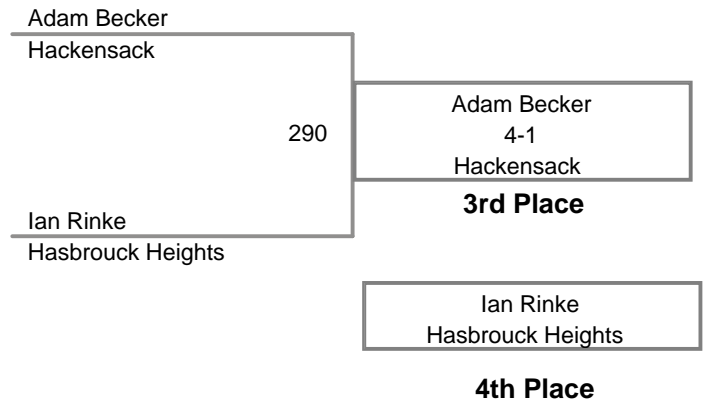 Adam Becker
Hackensack
290
Adam Becker
4-1
Hackensack
3rd Place
Ian Rinke
Hasbrouck Heights
Ian Rinke
Hasbrouck Heights
4th Place